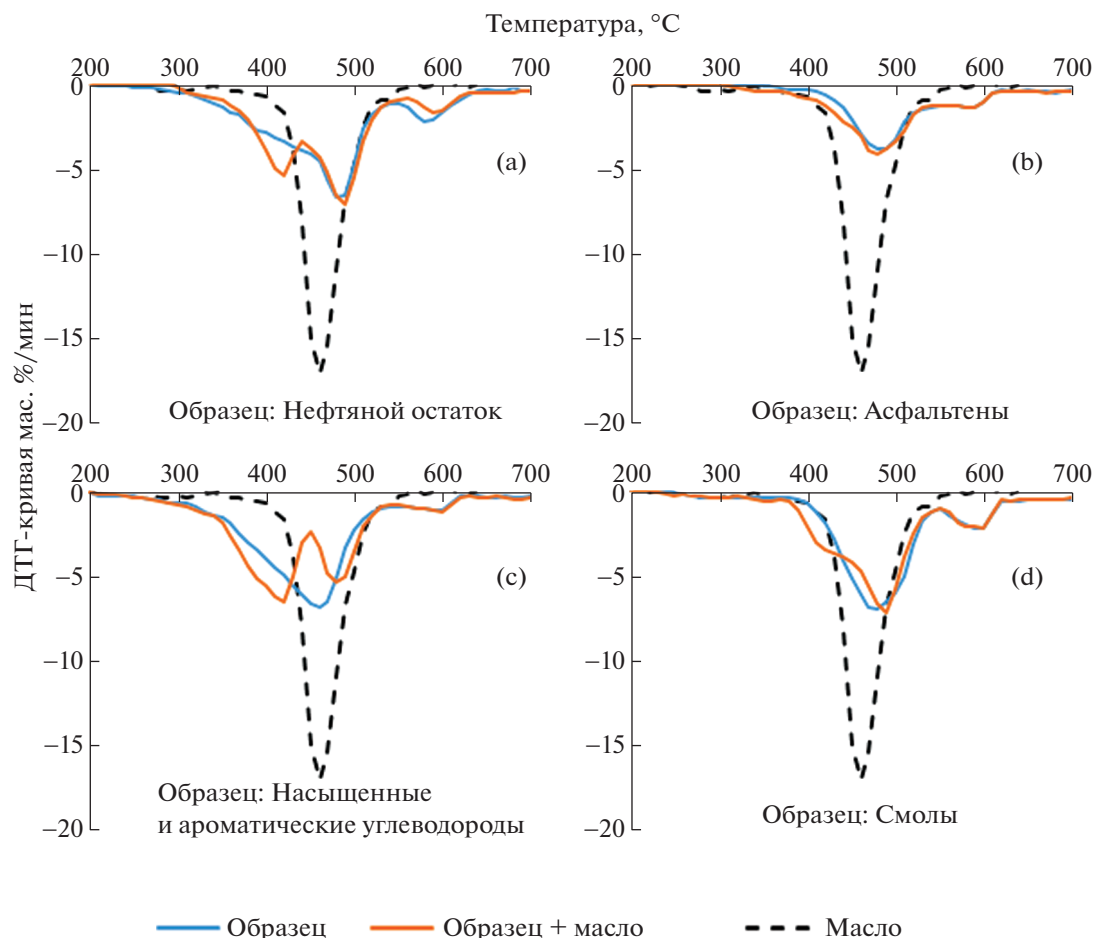 Температура, °C
200 300 400 500 600 700
0
–5
–10
–15
–20
(a)
Образец: Нефтяной остаток
200 300 400 500 600 700
0
–5
–10
–15
–20
(b)
Образец: Асфальтены
ДТГ-кривая мас. %/мин
200 300 400 500 600 700
0
–5
–10
–15
–20
(c)
Образец: Насыщенные
и ароматические углеводороды
200 300 400 500 600 700
0
–5
–10
–15
–20
(d)
Образец: Смолы
Образец Образец + масло Масло